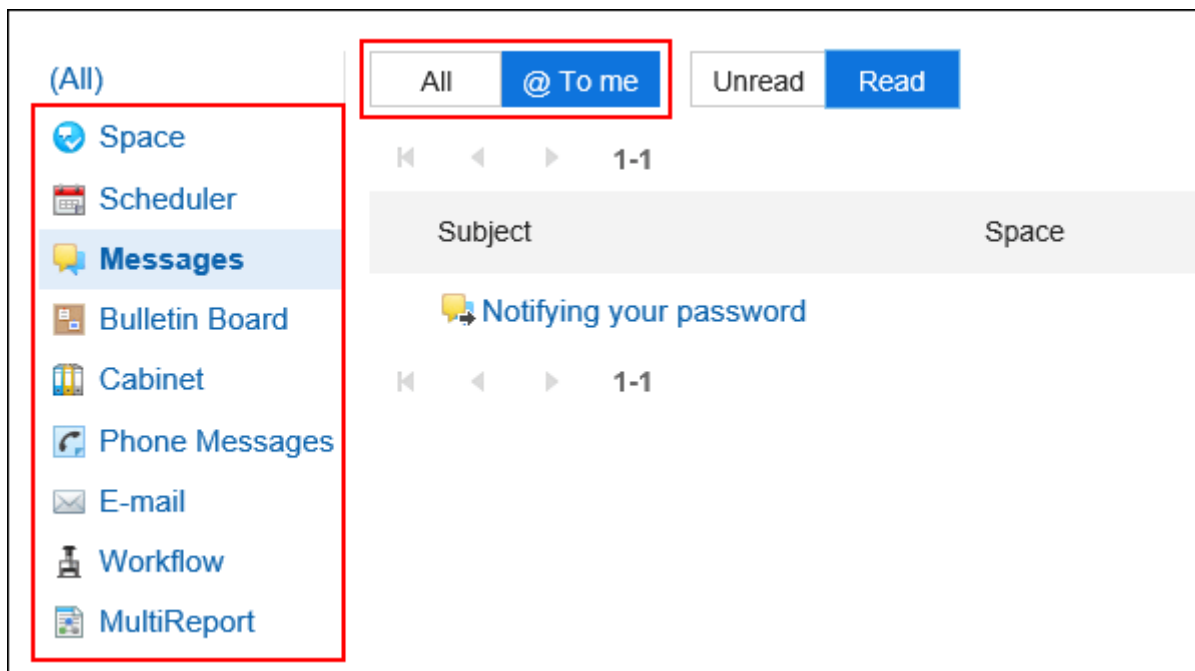 (All)
Space
Scheduler
Messages
Bulletin Board
Cabinet
Phone Messages
E-mail
Workflow
MultiReport
All @ To me Unread Read
1-1
Subject Space
Notifying your password
1-1